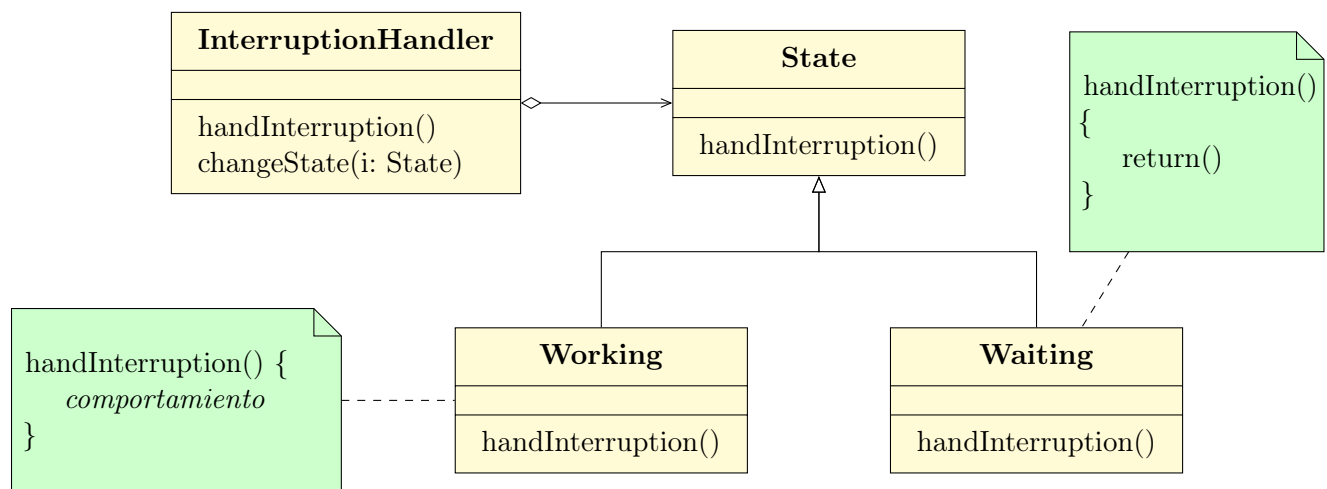 InterruptionHandler
handInterruption()
changeState(i: State)
State
handInterruption()
handInterruption()
{
return()
}
handInterruption() {
comportamiento
}
Working
handInterruption()
Waiting
handInterruption()